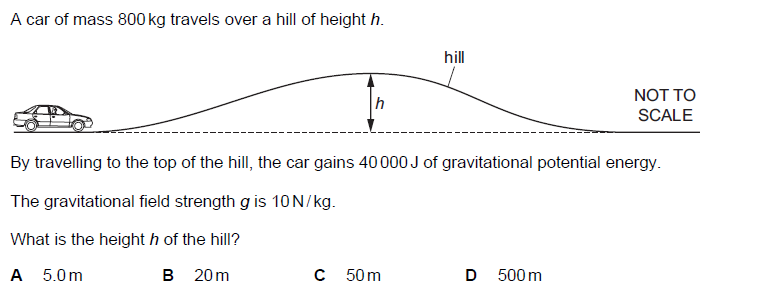 A car of mass 800 kg travels over a hill of height h.
hill
h
NOT TO
SCALE
By travelling to the top of the hill, the car gains 40 000 J of gravitational potential energy.
The gravitational field strength g is 10 N / kg.
What is the height h of the hill?
A 5.0 m B 20 m C 50 m D 500 m